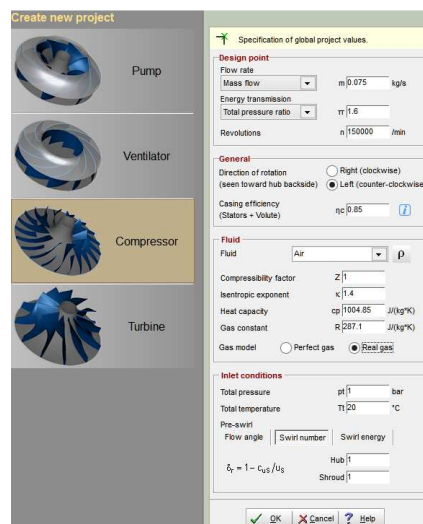 Create new project
Pump
Ventilator
Compressor
Turbine
Specification of global project values.
Design point
Flow rate
Mass flow m 0.075 kg/s
Energy transmission
Total pressure ratio π 1.6
Revolutions n 150000 /min
General
Direction of rotation Right (clockwise)
(seen toward hub backside) Left (counter-clockwise
Casing efficiency
(Stators + Volute) ηc 0.85 i
Fluid
Fluid Air ρ
Compressibility factor Z 1
Isentropic exponent κ 1.4
Heat capacity cp 1004.85 J/(kg*K)
Gas constant R 287.1 J/(kg*K)
Gas model Perfect gas Real gas
Inlet conditions
Total pressure pt 1 bar
Total temperature Tt 20 °C
Pre-swirl
Flow angle Swirl number Swirl energy
Hub 1
δr = 1 - cuS / uS
Shroud 1
OK Cancel ? Help